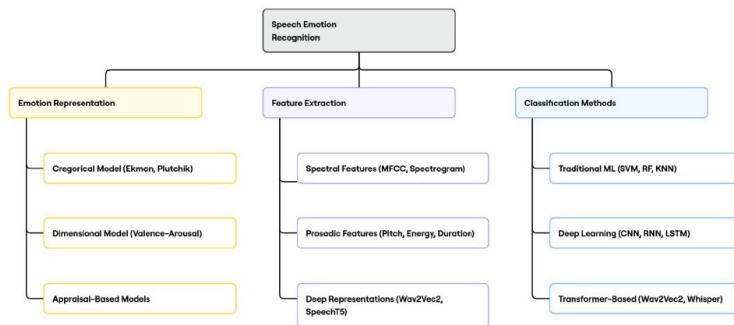 Speech Emotion
Recognition
Emotion Representation
Cregorical Model (Ekman, Plutchik)
Dimensional Model (Valence-Arousal)
Appraisal-Based Models
Feature Extraction
Spectral Features (MFCC, Spectrogram)
Prosodic Features (Pitch, Energy, Duration)
Deep Representations (Wav2Vec2,
SpeechT5)
Classification Methods
Traditional ML (SVM, RF, KNN)
Deep Learning (CNN, RNN, LSTM)
Transformer-Based (Wav2Vec2, Whisper)